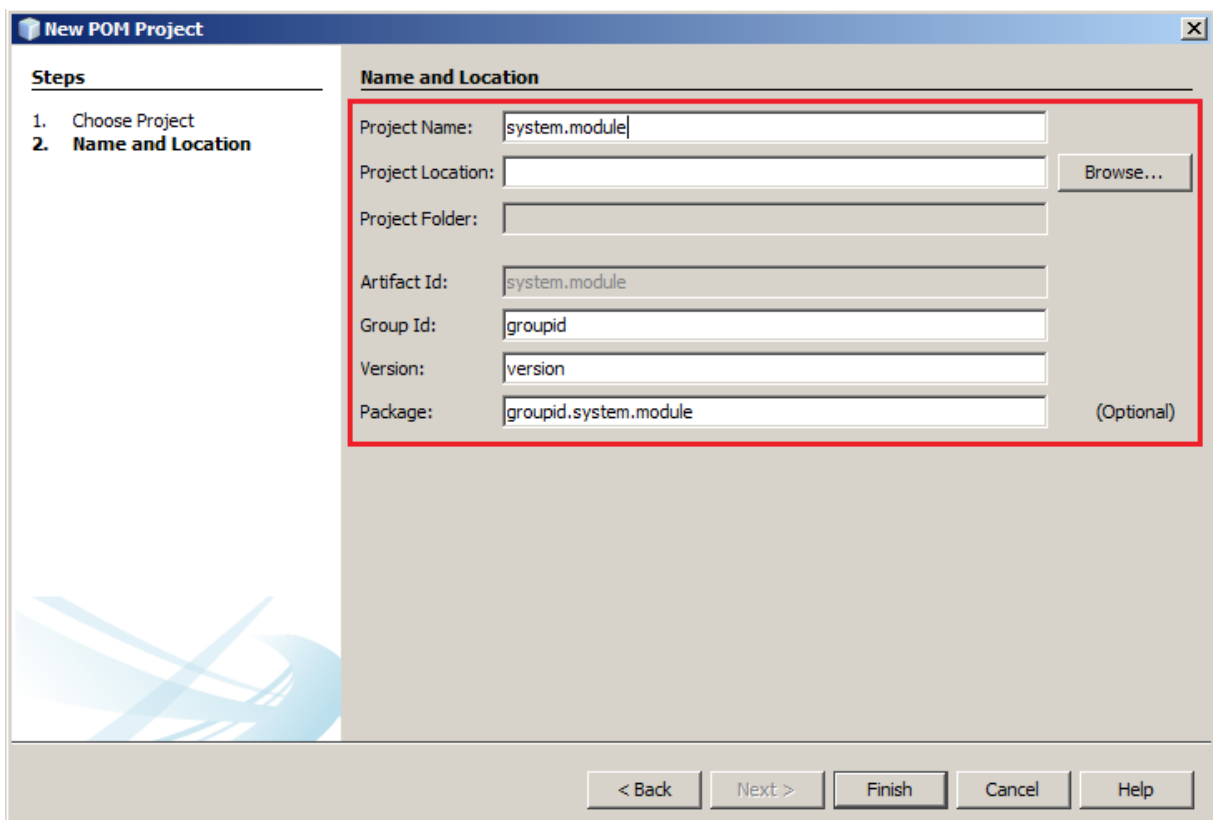 New POM Project
Steps
1. Choose Project
2. Name and Location
Name and Location
Project Name: system.module
Project Location: Browse...
Project Folder:
Artifact Id: system.module
Group Id: groupid
Version: version
Package: groupid.system.module (Optional)
< Back Next > Finish Cancel Help